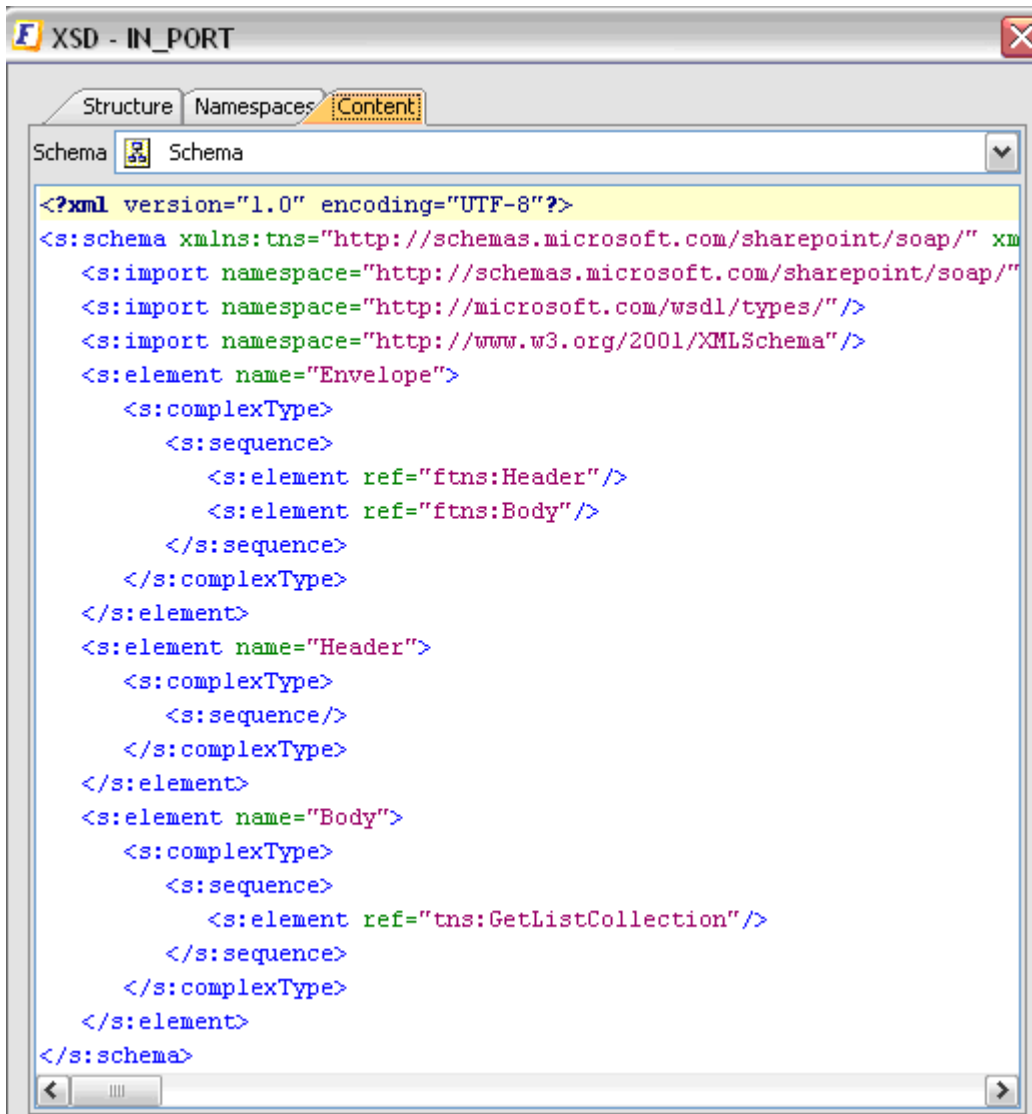 XSD - IN_PORT
Structure Namespaces Content
Schema Schema
<?xml version="1.0" encoding="UTF-8"?>
<s:schema xmlns:tns="http://schemas.microsoft.com/sharepoint/soap/" xm
<s:import namespace="http://schemas.microsoft.com/sharepoint/soap/"
<s:import namespace="http://microsoft.com/wsdl/types/"/>
<s:import namespace="http://www.w3.org/2001/XMLSchema"/>
<s:element name="Envelope">
<s:complexType>
<s:sequence>
<s:element ref="ftns:Header"/>
<s:element ref="ftns:Body"/>
</s:sequence>
</s:complexType>
</s:element>
<s:element name="Header">
<s:complexType>
<s:sequence/>
</s:complexType>
</s:element>
<s:element name="Body">
<s:complexType>
<s:sequence>
<s:element ref="tns:GetListCollection"/>
</s:sequence>
</s:complexType>
</s:element>
</s:schema>